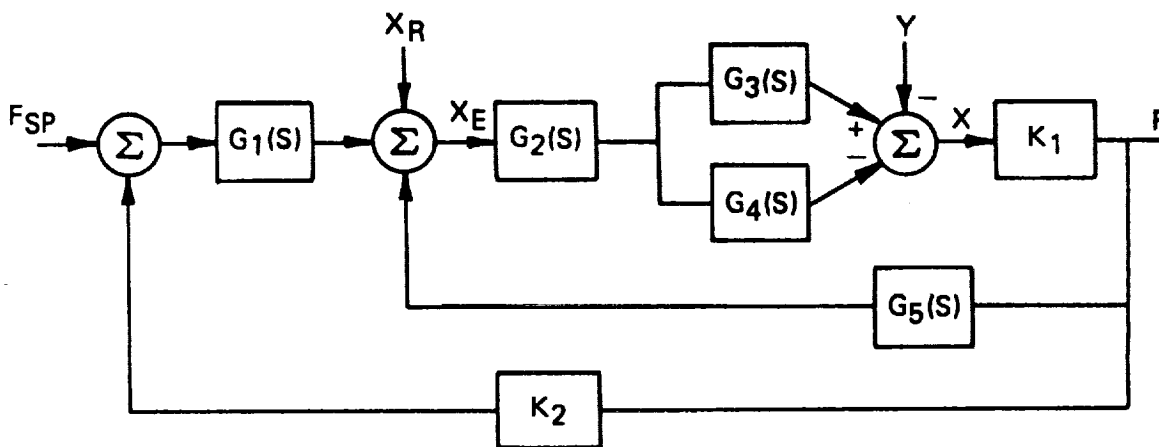 X_R
Y
F_SP
Σ
G_1(S)
Σ
X_E
G_2(S)
G_3(S)
G_4(S)
−
+
−
Σ
X
K_1
F
G_5(S)
K_2